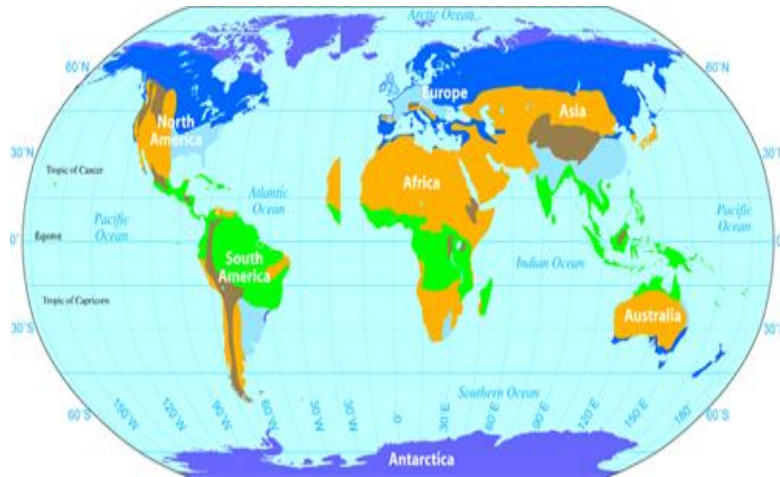 Arctic Ocean
60°N
60°N
Europe
North
America
Asia
30°N
30°N
Tropic of Cancer
Africa
Atlantic
Ocean
Pacific
Ocean
Pacific
Ocean
Equator
0°
0°
South
America
Indian Ocean
Tropic of Capricorn
Australia
30°S
30°S
Southern Ocean
60°S
150°W
120°W
90°W
60°W
30°W
30°W
0°
30°E
60°E
90°E
120°E
150°E
180°
60°S
Antarctica